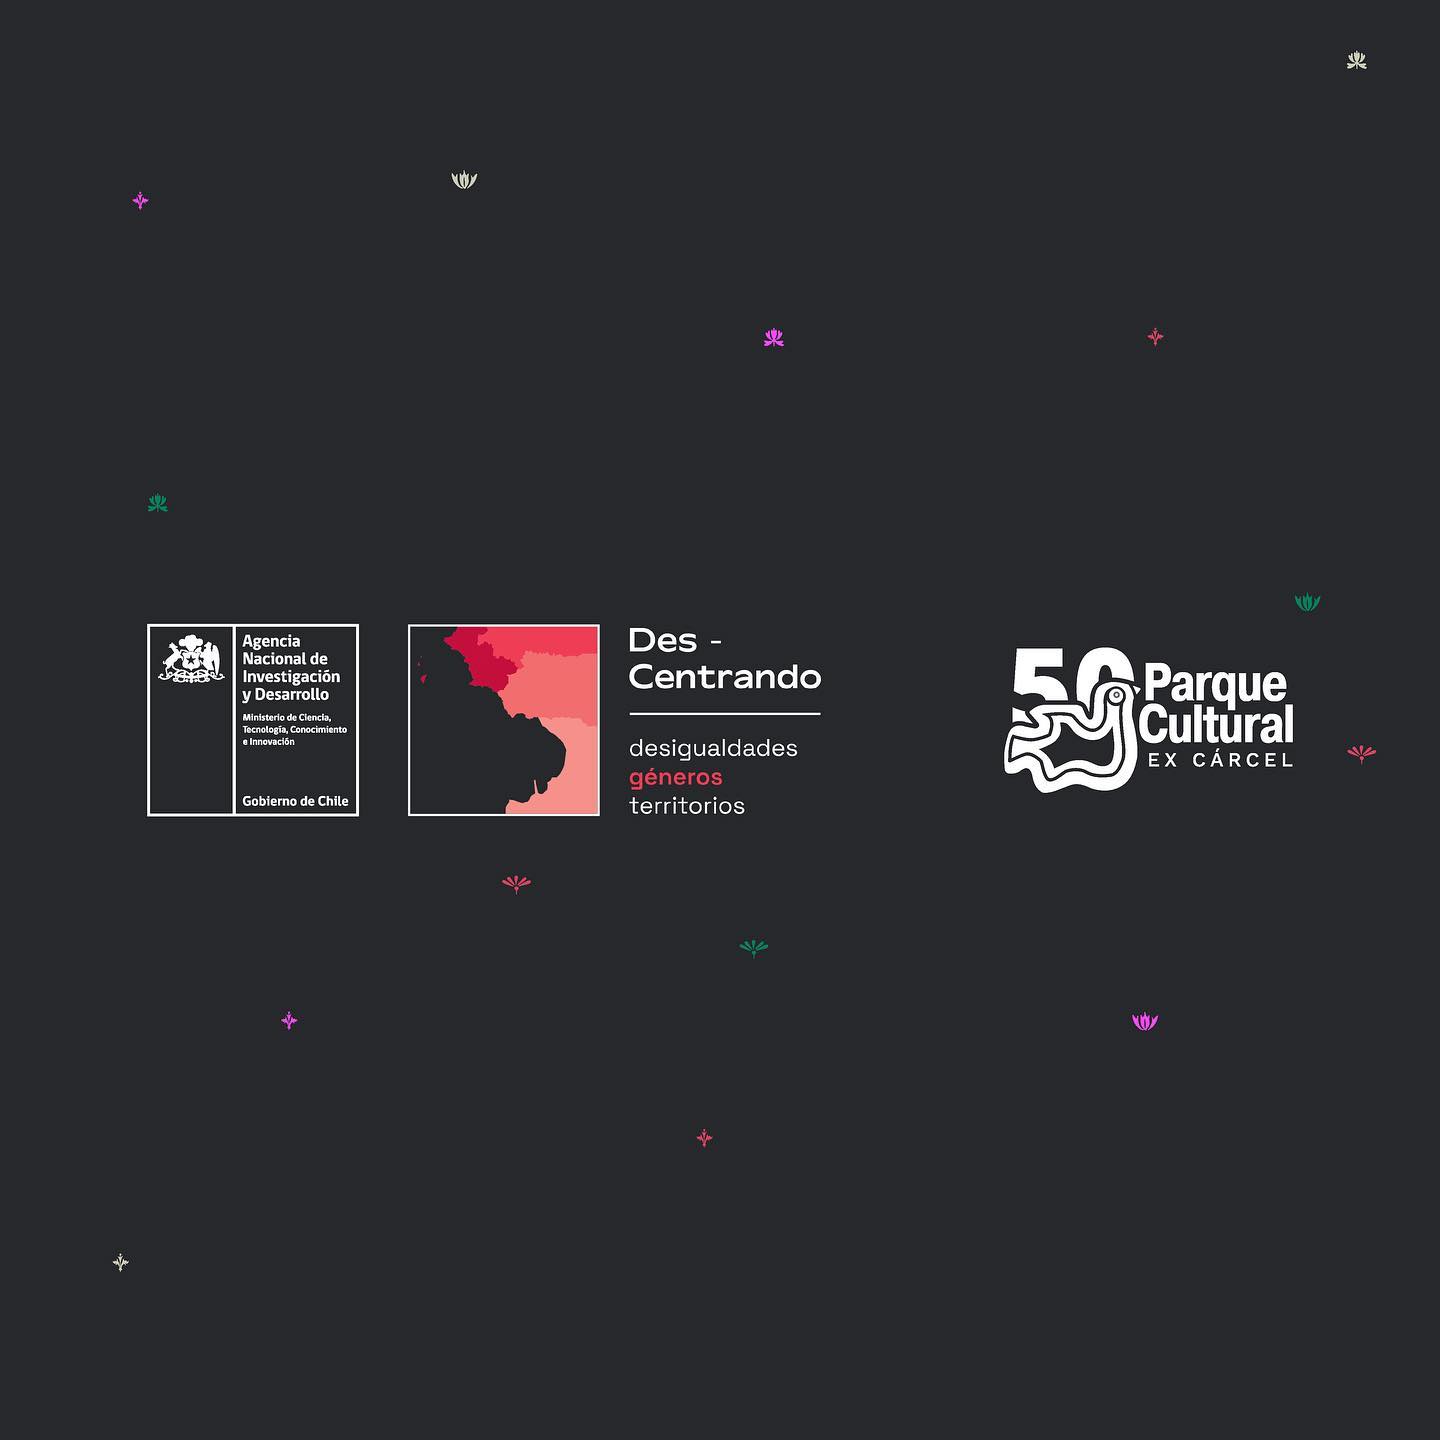 Agencia
Nacional de
Investigación
y Desarrollo
Ministerio de Ciencia,
Tecnología, Conocimiento
e Innovación
Gobierno de Chile
Des -
Centrando
desigualdades
géneros
territorios
50
Parque
Cultural
EX CÁRCEL